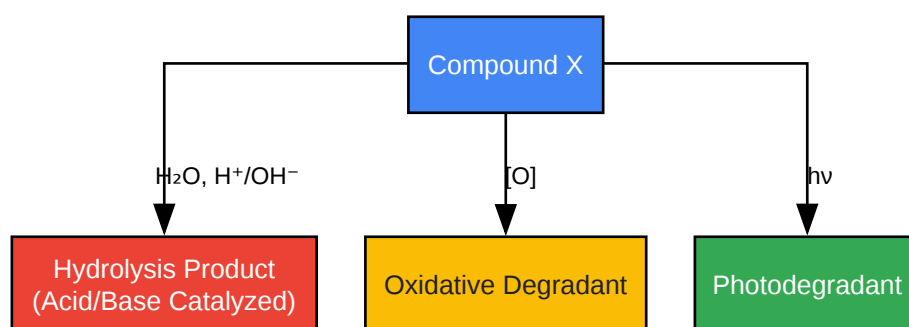 Compound X
H₂O, H⁺/OH⁻
[O]
hν
Hydrolysis Product
(Acid/Base Catalyzed)
Oxidative Degradant
Photodegradant